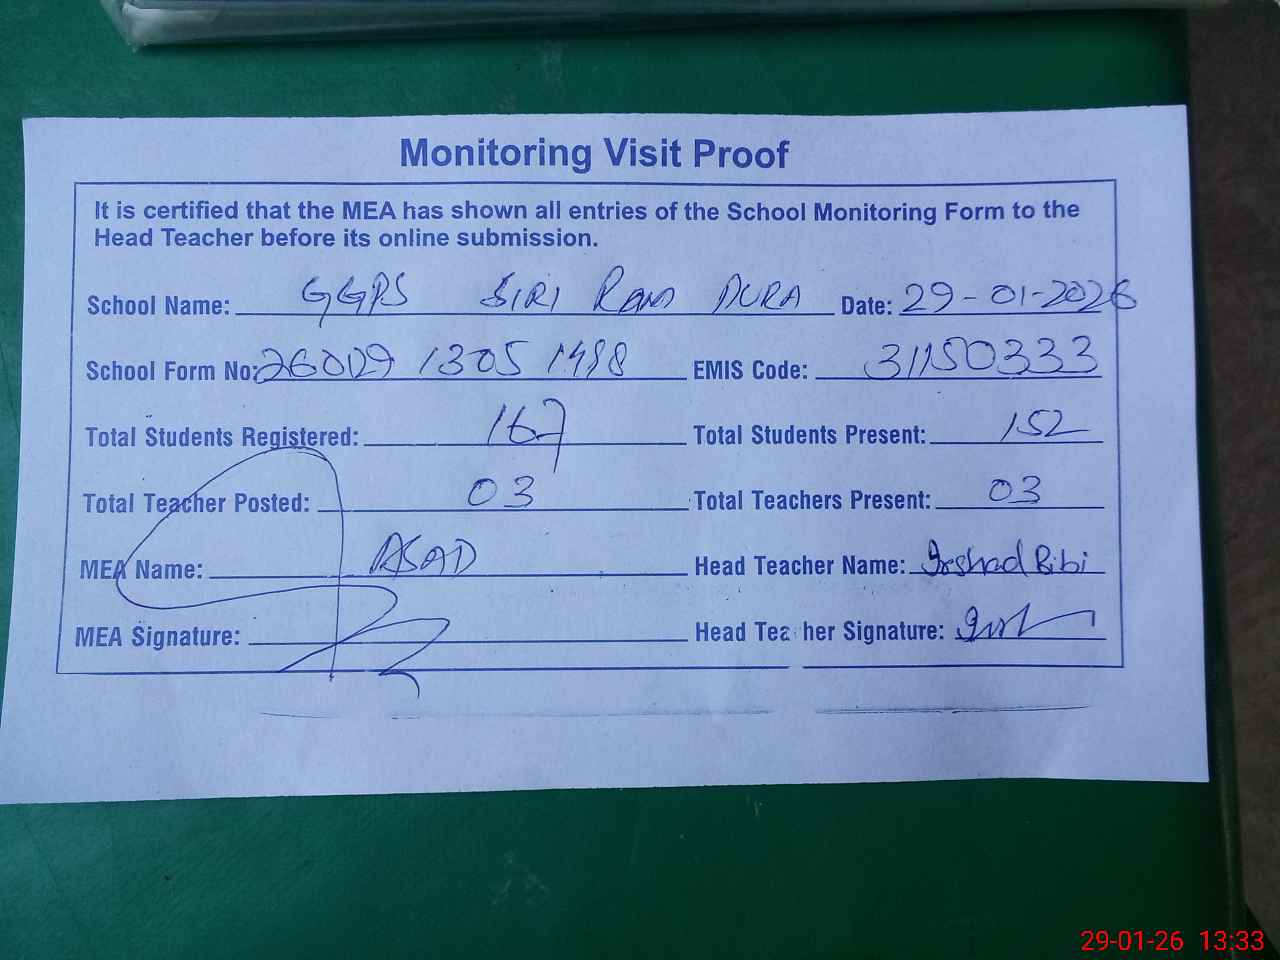 Monitoring Visit Proof
It is certified that the MEA has shown all entries of the School Monitoring Form to the
Head Teacher before its online submission.
School Name: GGPS SIRI RAM PURA Date: 29-01-2026
School Form No: EMIS Code: 31150333
Total Students Registered: 167 Total Students Present: 152
Total Teacher Posted: 03 Total Teachers Present: 03
MEA Name: ASAD Head Teacher Name: Irshad Bibi
MEA Signature: Head Teacher Signature:
29-01-26 13:33